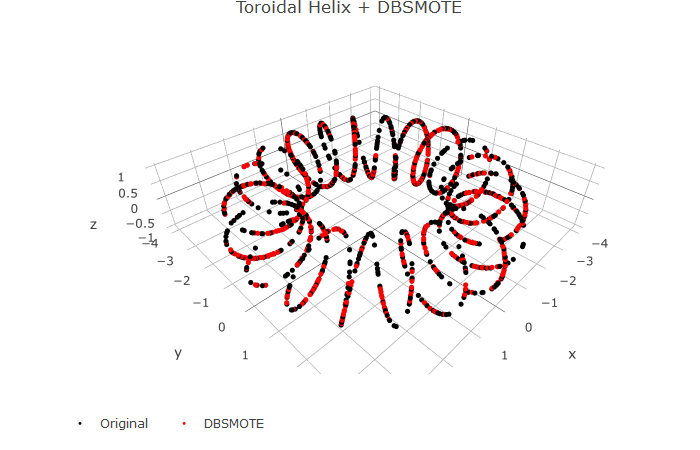 Toroidal Helix + DBSMOTE
1
0.5
0
−0.5
−1
z
−4
−3
−2
−1
0
1
y
−4
−3
−2
−1
0
1
x
Original
DBSMOTE